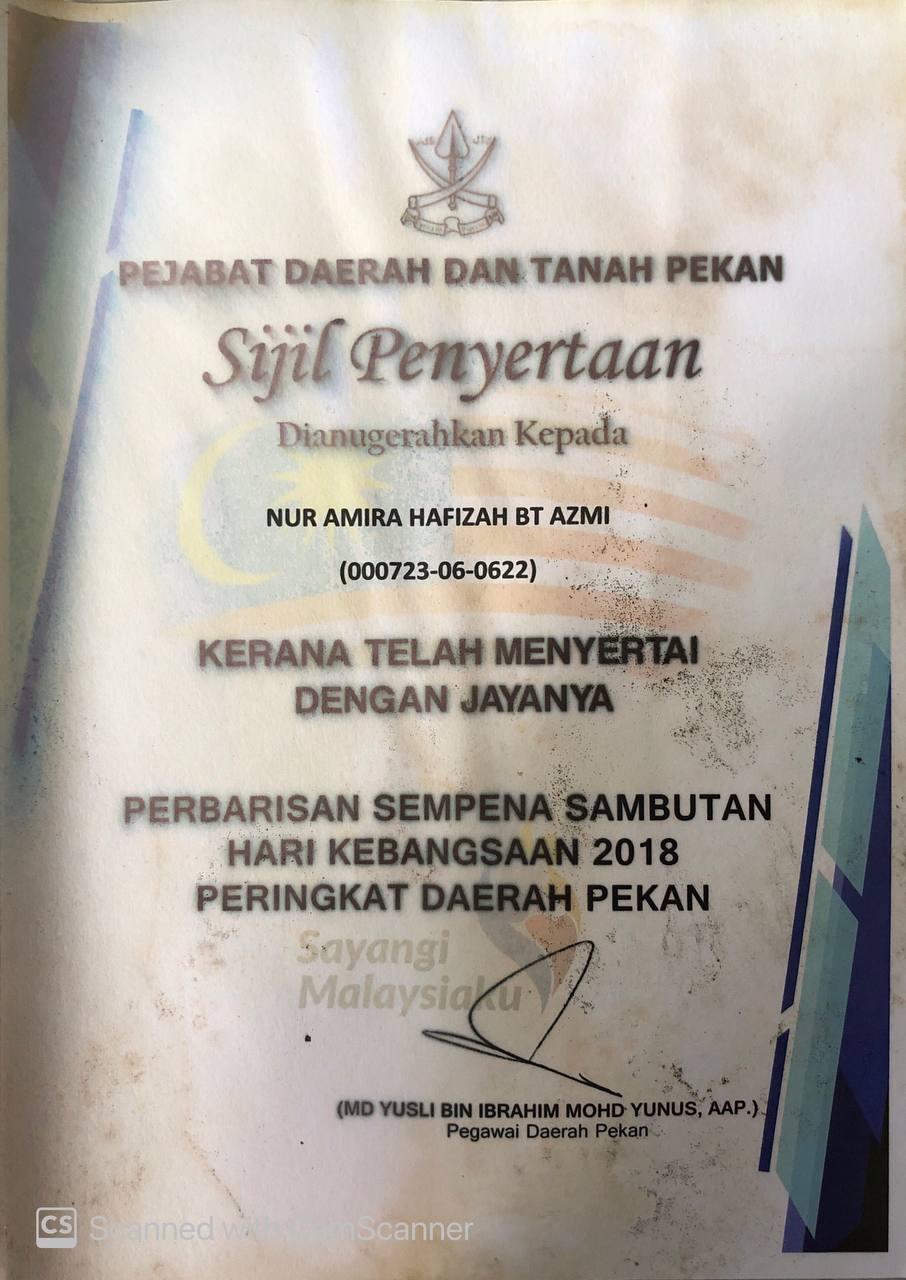 PEJABAT DAERAH DAN TANAH PEKAN
Sijil Penyertaan
Dianugerahkan Kepada
NUR AMIRA HAFIZAH BT AZMI
(000723-06-0622)
KERANA TELAH MENYERTAI
DENGAN JAYANYA
PERBARISAN SEMPENA SAMBUTAN
HARI KEBANGSAAN 2018
PERINGKAT DAERAH PEKAN
Sayangi
Malaysiaku
(MD YUSLI BIN IBRAHIM MOHD YUNUS, AAP.)
Pegawai Daerah Pekan
CS Scanned with CamScanner